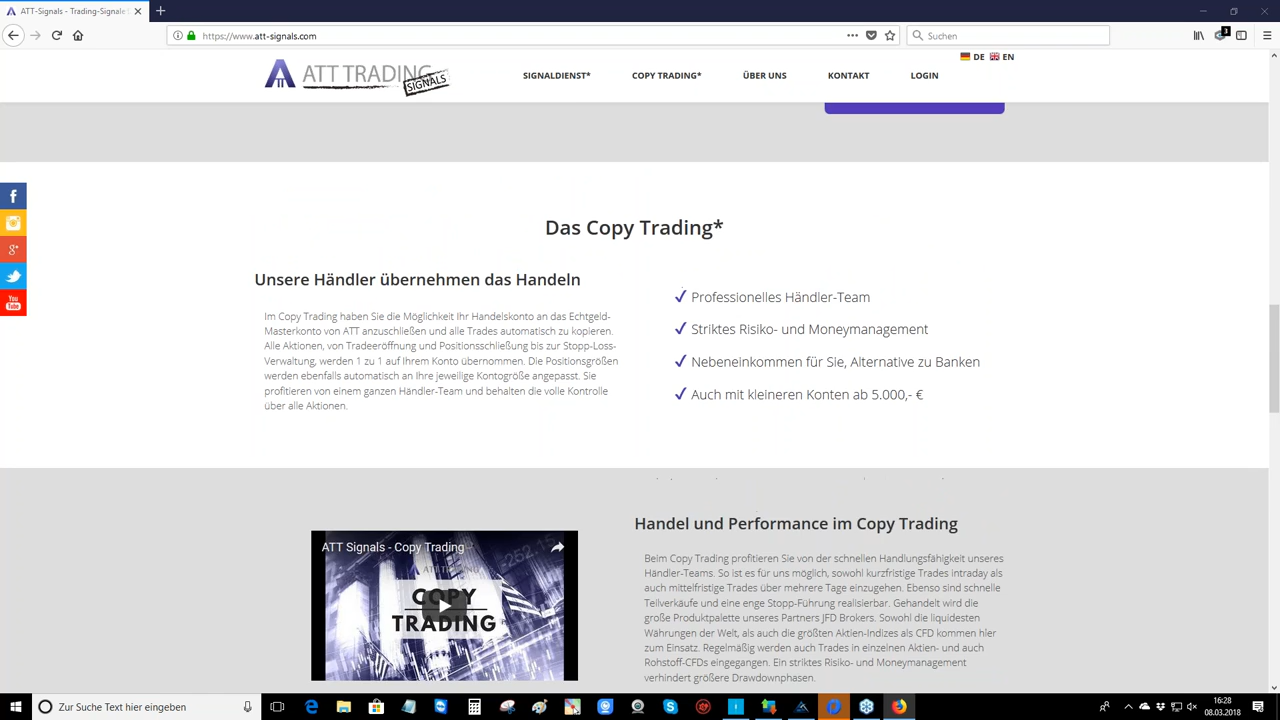 ATT-Signals - Trading-Signale
https://www.att-signals.com
Suchen
3
ATT TRADING
SIGNALS
SIGNALDIENST*
COPY TRADING*
ÜBER UNS
KONTAKT
LOGIN
DE EN
Das Copy Trading*
Unsere Händler übernehmen das Handeln
Im Copy Trading haben Sie die Möglichkeit Ihr Handelskonto an das Echtgeld-
Masterkonto von ATT anzuschließen und alle Trades automatisch zu kopieren.
Alle Aktionen, von Tradeeröffnung und Positionsschließung bis zur Stopp-Loss-
Verwaltung, werden 1 zu 1 auf Ihrem Konto übernommen. Die Positionsgrößen
werden ebenfalls automatisch an Ihre jeweilige Kontogröße angepasst. Sie
profitieren von einem ganzen Händler-Team und behalten die volle Kontrolle
über alle Aktionen.
Professionelles Händler-Team
Striktes Risiko- und Moneymanagement
Nebeneinkommen für Sie, Alternative zu Banken
Auch mit kleineren Konten ab 5.000,- €
ATT Signals - Copy Trading
COPY
TRADING
Handel und Performance im Copy Trading
Beim Copy Trading profitieren Sie von der schnellen Handlungsfähigkeit unseres
Händler-Teams. So ist es für uns möglich, sowohl kurzfristige Trades intraday als
auch mittelfristige Trades über mehrere Tage einzugehen. Ebenso sind schnelle
Teilverkäufe und eine enge Stopp-Führung realisierbar. Gehandelt wird die
große Produktpalette unseres Partners JFD Brokers. Sowohl die liquidesten
Währungen der Welt, als auch die größten Aktien-Indizes als CFD kommen hier
zum Einsatz. Regelmäßig werden auch Trades in einzelnen Aktien- und auch
Rohstoff-CFDs eingegangen. Ein striktes Risiko- und Moneymanagement
verhindert größere Drawdownphasen.
Zur Suche Text hier eingeben
16:28
08.03.2018